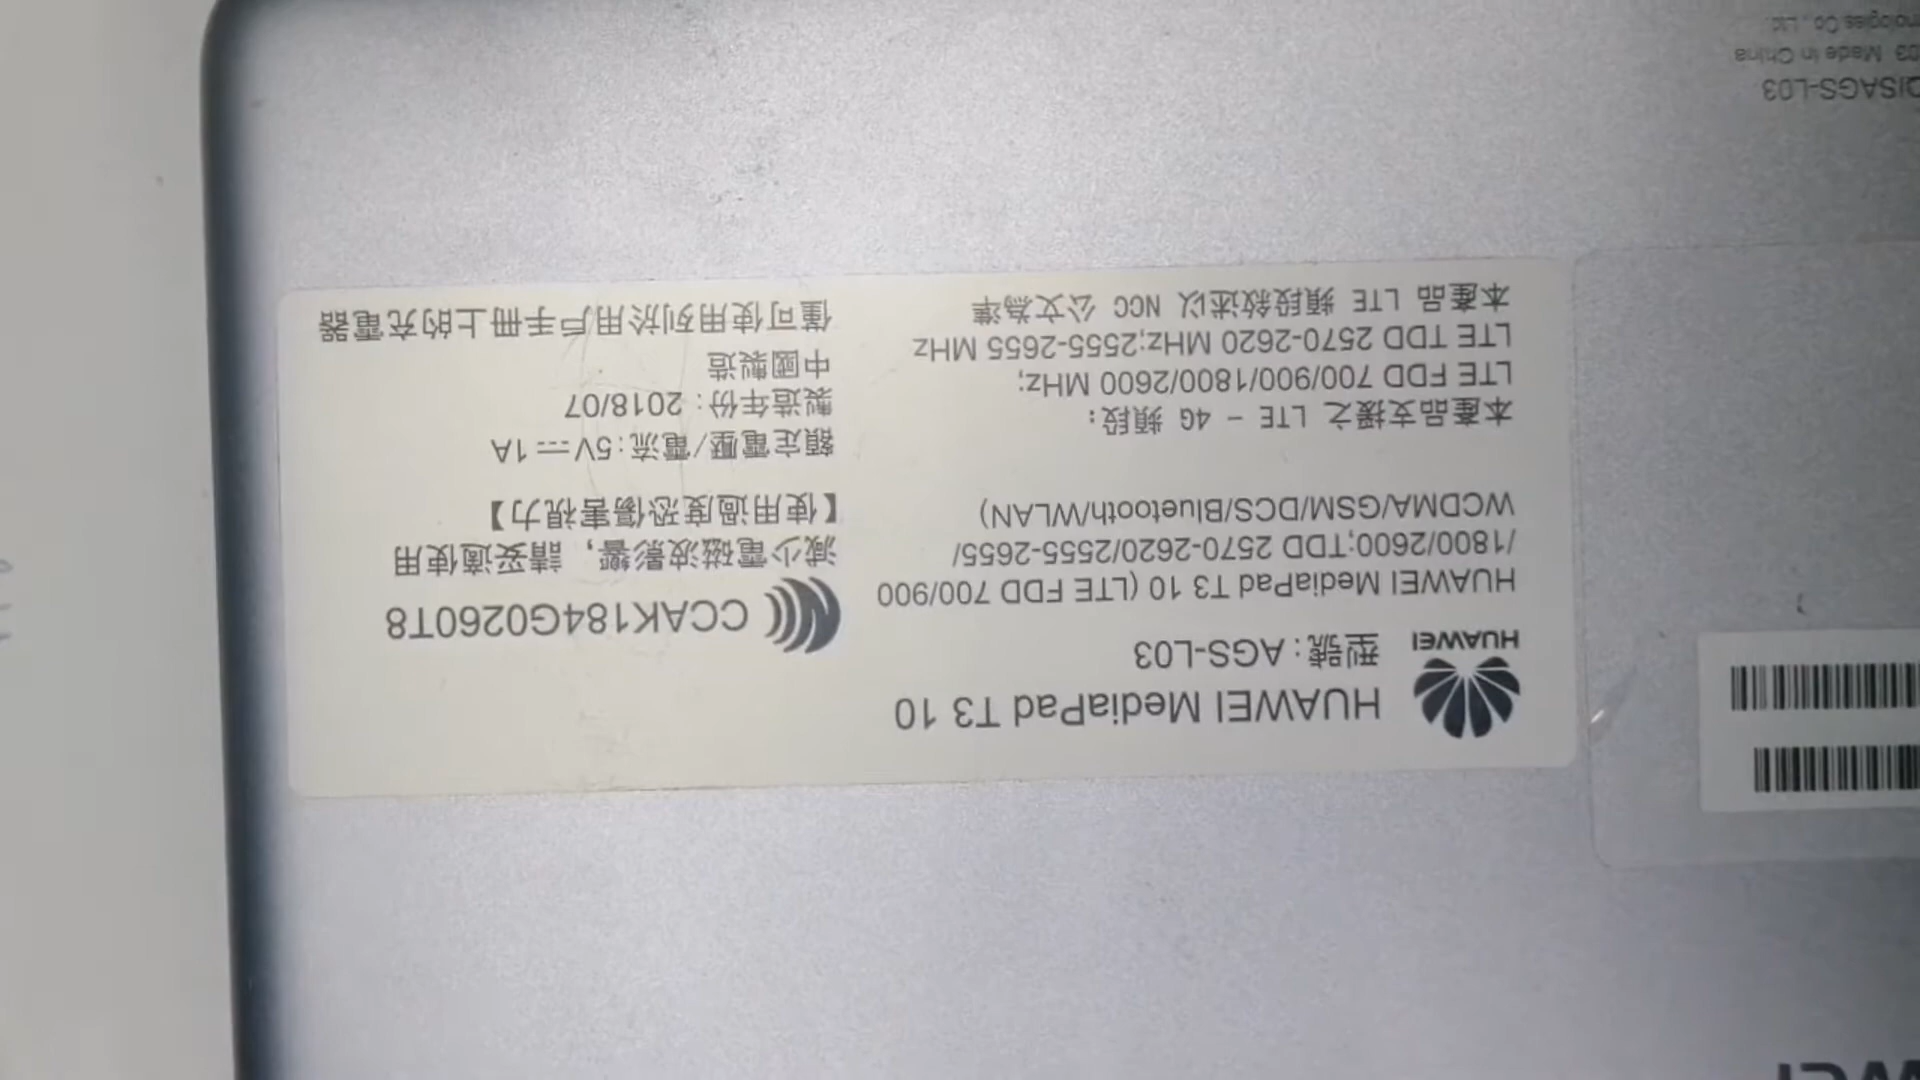 HUAWEI
HUAWEI MediaPad T3 10
型號：AGS-L03
HUAWEI MediaPad T3 10 (LTE FDD 700/900
/1800/2600;TDD 2570-2620/2555-2655/
WCDMA/GSM/DCS/Bluetooth/WLAN)
本產品支援之 LTE - 4G 頻段：
LTE FDD 700/900/1800/2600 MHz;
LTE TDD 2570-2620 MHz;2555-2655 MHz
本產品 LTE 頻段敘述以 NCC 公文為準
CCAK184G0260T8
減少電磁波影響，請妥適使用
【使用過度恐傷害視力】
額定電壓/電流：5V⎓1A
製造年份：2018/07
中國製造
僅可使用列於用戶手冊上的充電器
AGS-L03
Made in China
Co., Ltd.